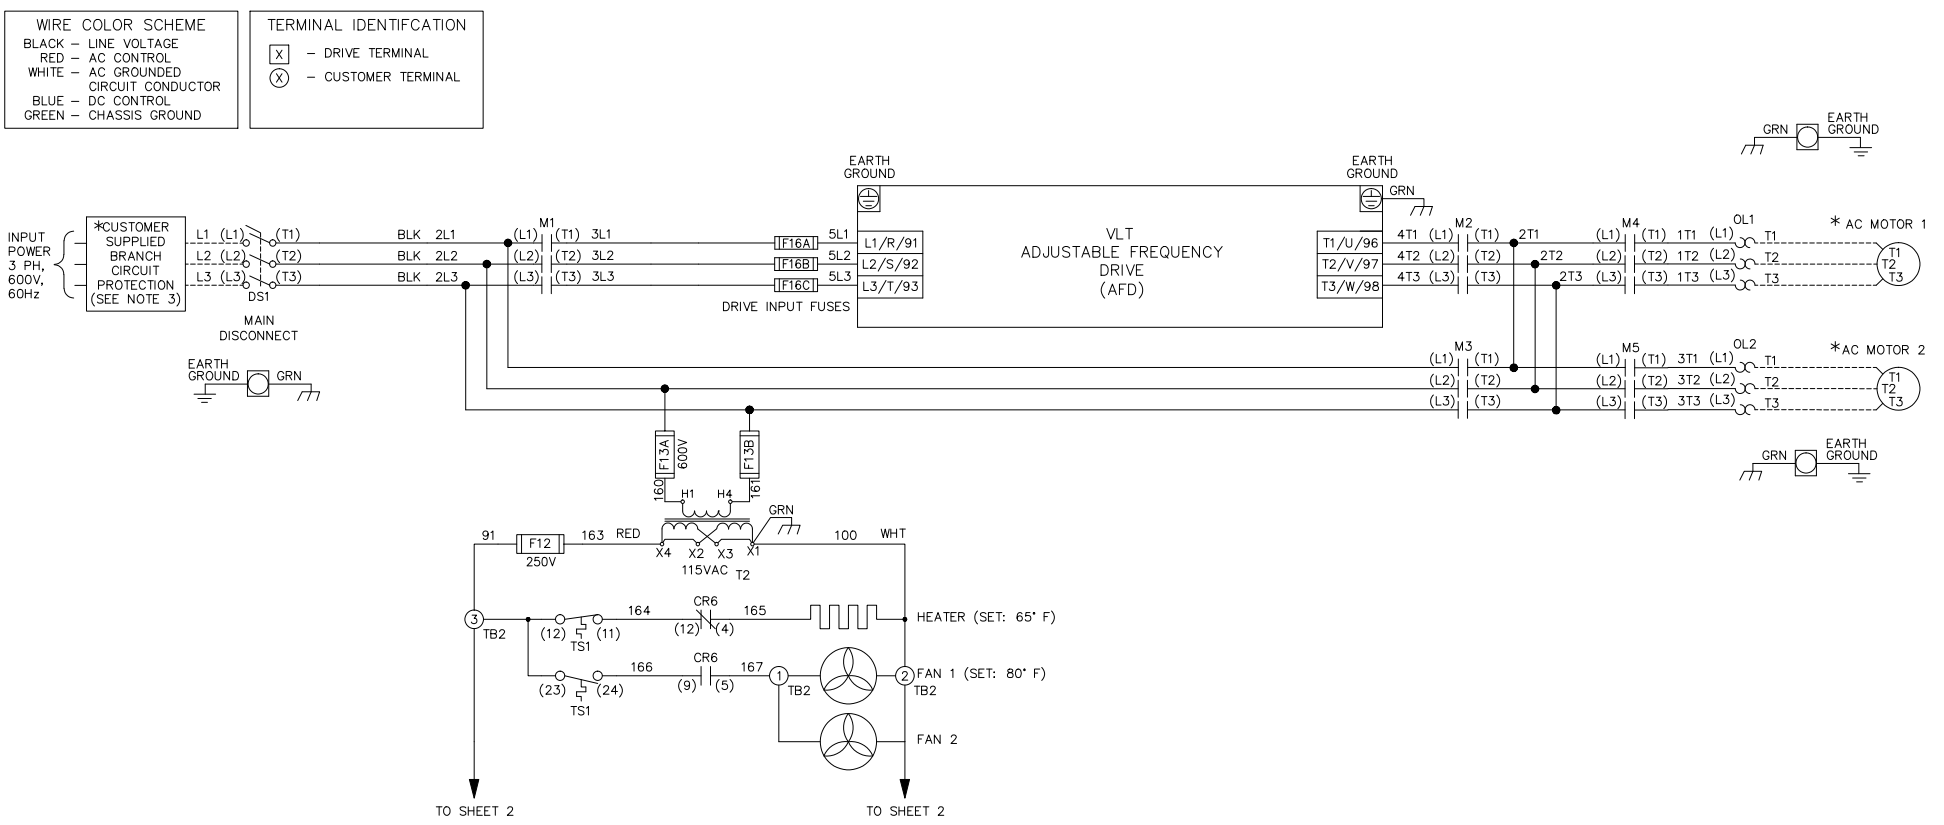 WIRE COLOR SCHEME
BLACK – LINE VOLTAGE
RED – AC CONTROL
WHITE – AC GROUNDED
CIRCUIT CONDUCTOR
BLUE – DC CONTROL
GREEN – CHASSIS GROUND
TERMINAL IDENTIFCATION
X – DRIVE TERMINAL
X – CUSTOMER TERMINAL
GRN
EARTH
GROUND
EARTH
GROUND
EARTH
GROUND
GRN
INPUT
POWER
3 PH,
600V,
60Hz
*CUSTOMER
SUPPLIED
BRANCH
CIRCUIT
PROTECTION
(SEE NOTE 3)
L1 (L1) (T1) BLK 2L1 (L1) M1 (T1) 3L1 F16A 5L1 L1/R/91
L2 (L2) (T2) BLK 2L2 (L2) (T2) 3L2 F16B 5L2 L2/S/92
L3 (L3) (T3) BLK 2L3 (L3) (T3) 3L3 F16C 5L3 L3/T/93
DS1
MAIN
DISCONNECT
DRIVE INPUT FUSES
VLT
ADJUSTABLE FREQUENCY
DRIVE
(AFD)
T1/U/96 4T1 (L1) M2 (T1) 2T1 (L1) M4 (T1) 1T1 (L1) OL1 T1
T2/V/97 4T2 (L2) (T2) 2T2 (L2) (T2) 1T2 (L2) T2
T3/W/98 4T3 (L3) (T3) 2T3 (L3) (T3) 1T3 (L3) T3
* AC MOTOR 1
T1
T2
T3
EARTH
GROUND
GRN
(L1) M3 (T1) (L1) M5 (T1) 3T1 (L1) OL2 T1
(L2) (T2) (L2) (T2) 3T2 (L2) T2
(L3) (T3) (L3) (T3) 3T3 (L3) T3
*AC MOTOR 2
T1
T2
T3
GRN
EARTH
GROUND
F13A
600V
F13B
160
161
H1 H4
GRN
91 F12 163 RED
250V
X4 X2 X3 X1
115VAC T2
100 WHT
3
TB2
(12) (11)
TS1
164
CR6
(12) (4)
165
HEATER (SET: 65° F)
(23) (24)
TS1
166
CR6
(9) (5)
167
1
TB2
2
TB2
FAN 1 (SET: 80° F)
FAN 2
TO SHEET 2
TO SHEET 2